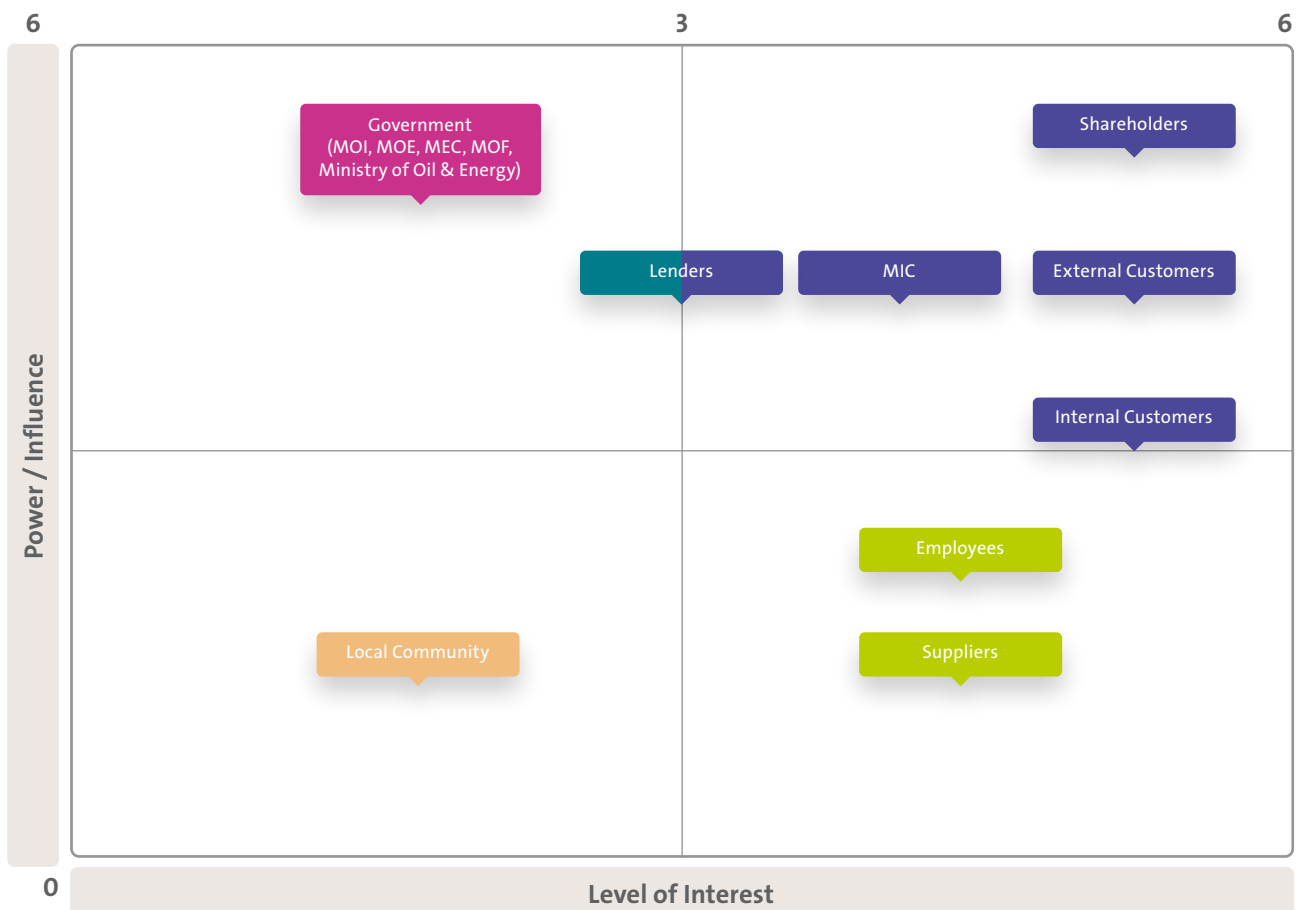 6
3
6
Government
(MOI, MOE, MEC, MOF,
Ministry of Oil & Energy)
Shareholders
Lenders
MIC
External Customers
Internal Customers
Power / Influence
Employees
Local Community
Suppliers
0
Level of Interest